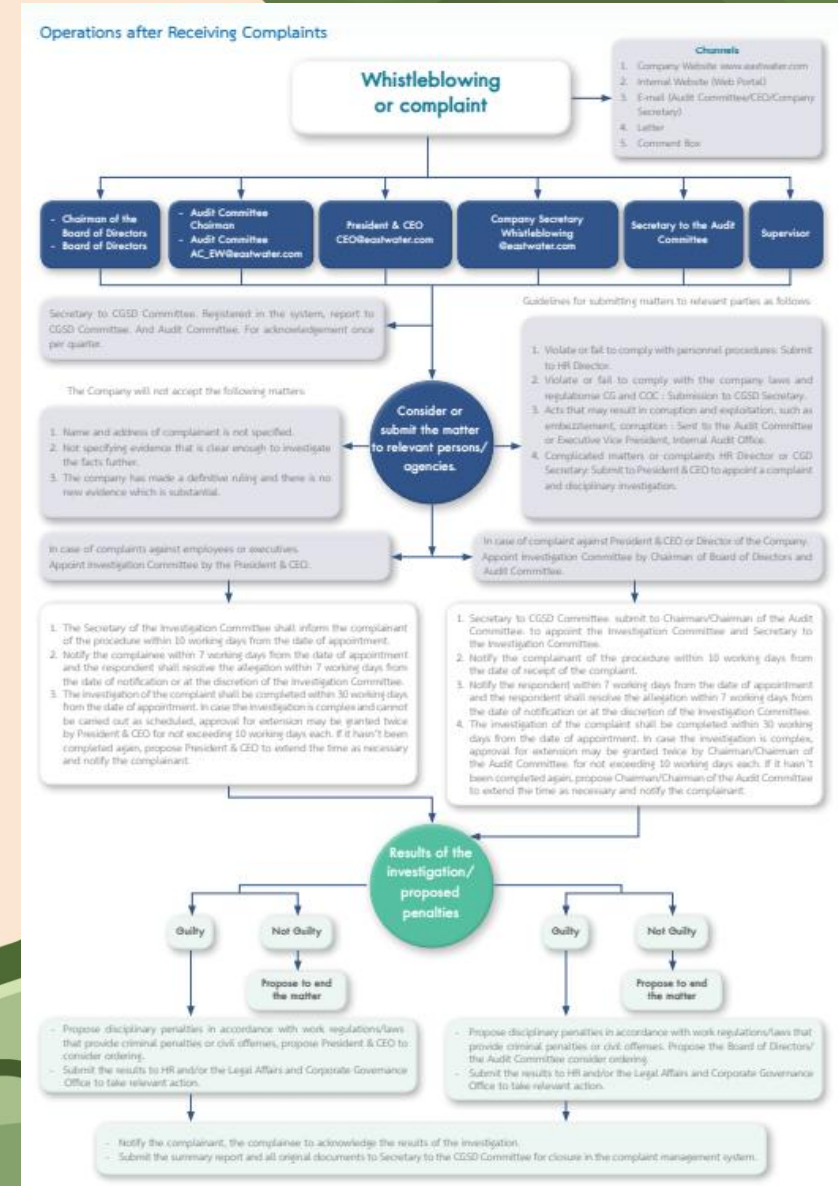 Operations after Receiving Complaints
Whistleblowing
or complaint
Channels
1. Company Website www.eastwater.com
2. Internal Website (Web Portal)
3. E-mail (Audit Committee/CEO/Company
Secretary)
4. Letter
5. Comment Box
- Chairman of the
Board of Directors
- Board of Directors
- Audit Committee
Chairman
- Audit Committee
AC_EW@eastwater.com
President & CEO
CEO@eastwater.com
Company Secretary
Whistleblowing
@eastwater.com
Secretary to the Audit
Committee
Supervisor
Secretary to CGSD Committee. Registered in the system, report to
CGSD Committee. And Audit Committee. For acknowledgement once
per quarter.
Guidelines for submitting matters to relevant parties as follows
1. Violate or fail to comply with personnel procedures: Submit
to HR Director.
2. Violate or fail to comply with the company laws and
regulationse CG and COC : Submission to CGSD Secretary.
3. Acts that may result in corruption and exploitation, such as
embezzlement, corruption : Sent to the Audit Committee
or Executive Vice President, Internal Audit Office.
4. Complicated matters or complaints HR Director or CGD
Secretary: Submit to President & CEO to appoint a complaint
and disciplinary investigation.
The Company will not accept the following matters
1. Name and address of complainant is not specified.
2. Not specifying evidence that is clear enough to investigate
the facts further.
3. The company has made a definitive ruling and there is no
new evidence which is substantial.
Consider or
submit the matter
to relevant persons/
agencies.
In case of complaints against employees or executives.
Appoint Investigation Committee by the President & CEO.
In case of complaint against President & CEO or Director of the Company.
Appoint Investigation Committee by Chairman of Board of Directors and
Audit Committee.
1. The Secretary of the Investigation Committee shall inform the complainant
of the procedure within 10 working days from the date of appointment.
2. Notify the complainee within 7 working days from the date of appointment
and the respondent shall resolve the allegation within 7 working days from
the date of notification or at the discretion of the Investigation Committee.
3. The investigation of the complaint shall be completed within 30 working days
from the date of appointment. In case the investigation is complex and cannot
be carried out as scheduled, approval for extension may be granted twice
by President & CEO for not exceeding 10 working days each. If it hasn't been
completed again, propose President & CEO to extend the time as necessary
and notify the complainant.
1. Secretary to CGSD Committee. submit to Chairman/Chairman of the Audit
Committee. to appoint the Investigation Committee and Secretary to
the Investigation Committee.
2. Notify the complainant of the procedure within 10 working days from
the date of receipt of the complaint.
3. Notify the respondent within 7 working days from the date of appointment
and the respondent shall resolve the allegation within 7 working days from
the date of notification or at the discretion of the Investigation Committee.
4. The investigation of the complaint shall be completed within 30 working
days from the date of appointment. In case the investigation is complex,
approval for extension may be granted twice by Chairman/Chairman of
the Audit Committee. for not exceeding 10 working days each. If it hasn't
been completed again, propose Chairman/Chairman of the Audit Committee
to extend the time as necessary and notify the complainant.
Results of the
investigation/
proposed
penalties
Guilty
Not Guilty
Guilty
Not Guilty
Propose to end
the matter
Propose to end
the matter
- Propose disciplinary penalties in accordance with work regulations/laws
that provide criminal penalties or civil offenses, propose President & CEO to
consider ordering.
- Submit the results to HR and/or the Legal Affairs and Corporate Governance
Office to take relevant action.
- Propose disciplinary penalties in accordance with work regulations/laws that
provide criminal penalties or civil offenses. Propose the Board of Directors/
the Audit Committee consider ordering.
- Submit the results to HR and/or the Legal Affairs and Corporate Governance
Office to take relevant action.
- Notify the complainant, the complainee to acknowledge the results of the investigation.
- Submit the summary report and all original documents to Secretary to the CGSD Committee for closure in the complaint management system.